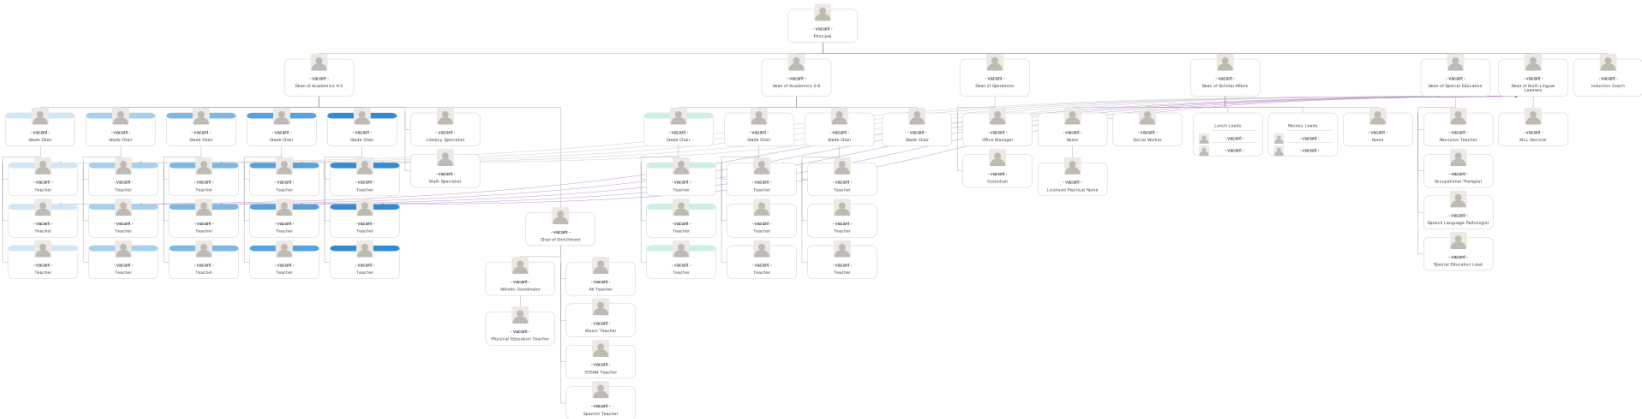 - vacant -
Principal
- vacant -
Dean of Academics K-4
- vacant -
Dean of Academics 5-8
- vacant -
Dean of Operations
- vacant -
Dean of Scholar Affairs
- vacant -
Dean of Special Education
- vacant -
Dean of Multi Lingual
Learners
- vacant -
Induction Coach
- vacant -
Grade Chair
- vacant -
Grade Chair
- vacant -
Grade Chair
- vacant -
Grade Chair
- vacant -
Grade Chair
- vacant -
Literacy Specialist
- vacant -
Grade Chair
- vacant -
Grade Chair
- vacant -
Grade Chair
- vacant -
Grade Chair
- vacant -
Office Manager
- vacant -
Nurse
- vacant -
Social Worker
Lunch Leads
- vacant -
- vacant -
Recess Leads
- vacant -
- vacant -
- vacant -
- vacant -
Resource Teacher
- vacant -
MLL Services
- vacant -
Teacher
- vacant -
Teacher
- vacant -
Teacher
- vacant -
Teacher
- vacant -
Teacher
- vacant -
Math Specialist
- vacant -
Teacher
- vacant -
Teacher
- vacant -
Teacher
- vacant -
Custodian
- vacant -
Licensed Practical Nurse
- vacant -
Occupational Therapist
- vacant -
Teacher
- vacant -
Teacher
- vacant -
Teacher
- vacant -
Teacher
- vacant -
Teacher
- vacant -
Chair of Enrichment
- vacant -
Teacher
- vacant -
Teacher
- vacant -
Teacher
- vacant -
Speech Language Pathologist
- vacant -
Teacher
- vacant -
Teacher
- vacant -
Teacher
- vacant -
Teacher
- vacant -
Teacher
- vacant -
Teacher
- vacant -
Teacher
- vacant -
Teacher
- vacant -
Special Education Lead
- vacant -
Athletic Coordinator
- vacant -
Art Teacher
- vacant -
Physical Education Teacher
- vacant -
Music Teacher
- vacant -
STEAM Teacher
- vacant -
Spanish Teacher